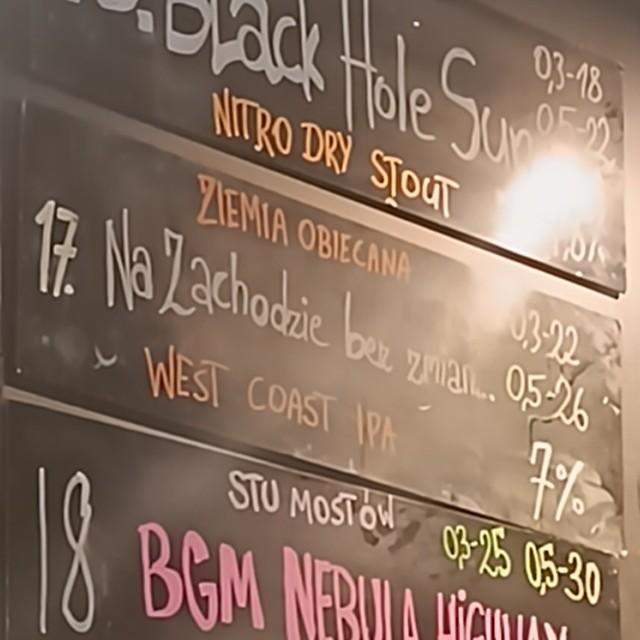 Black Hole Sun
0,3-18
0,5-22
NITRO DRY STOUT
ZIEMIA OBIECANA
17. Na Zachodzie bez zmian...
0,3-22
0,5-26
WEST COAST IPA
7%
STU MOSTÓW
18
03-25 0,5-30
BGM NEBULA HIGHWAY